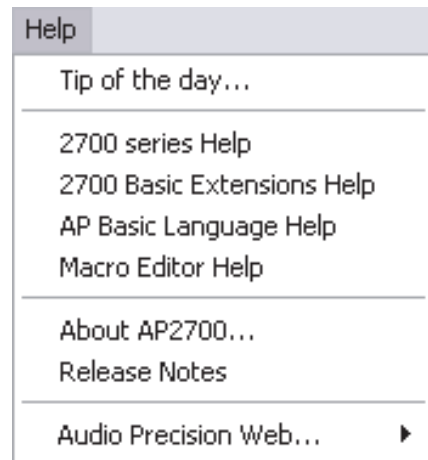 Help
Tip of the day...
2700 series Help
2700 Basic Extensions Help
AP Basic Language Help
Macro Editor Help
About AP2700...
Release Notes
Audio Precision Web...